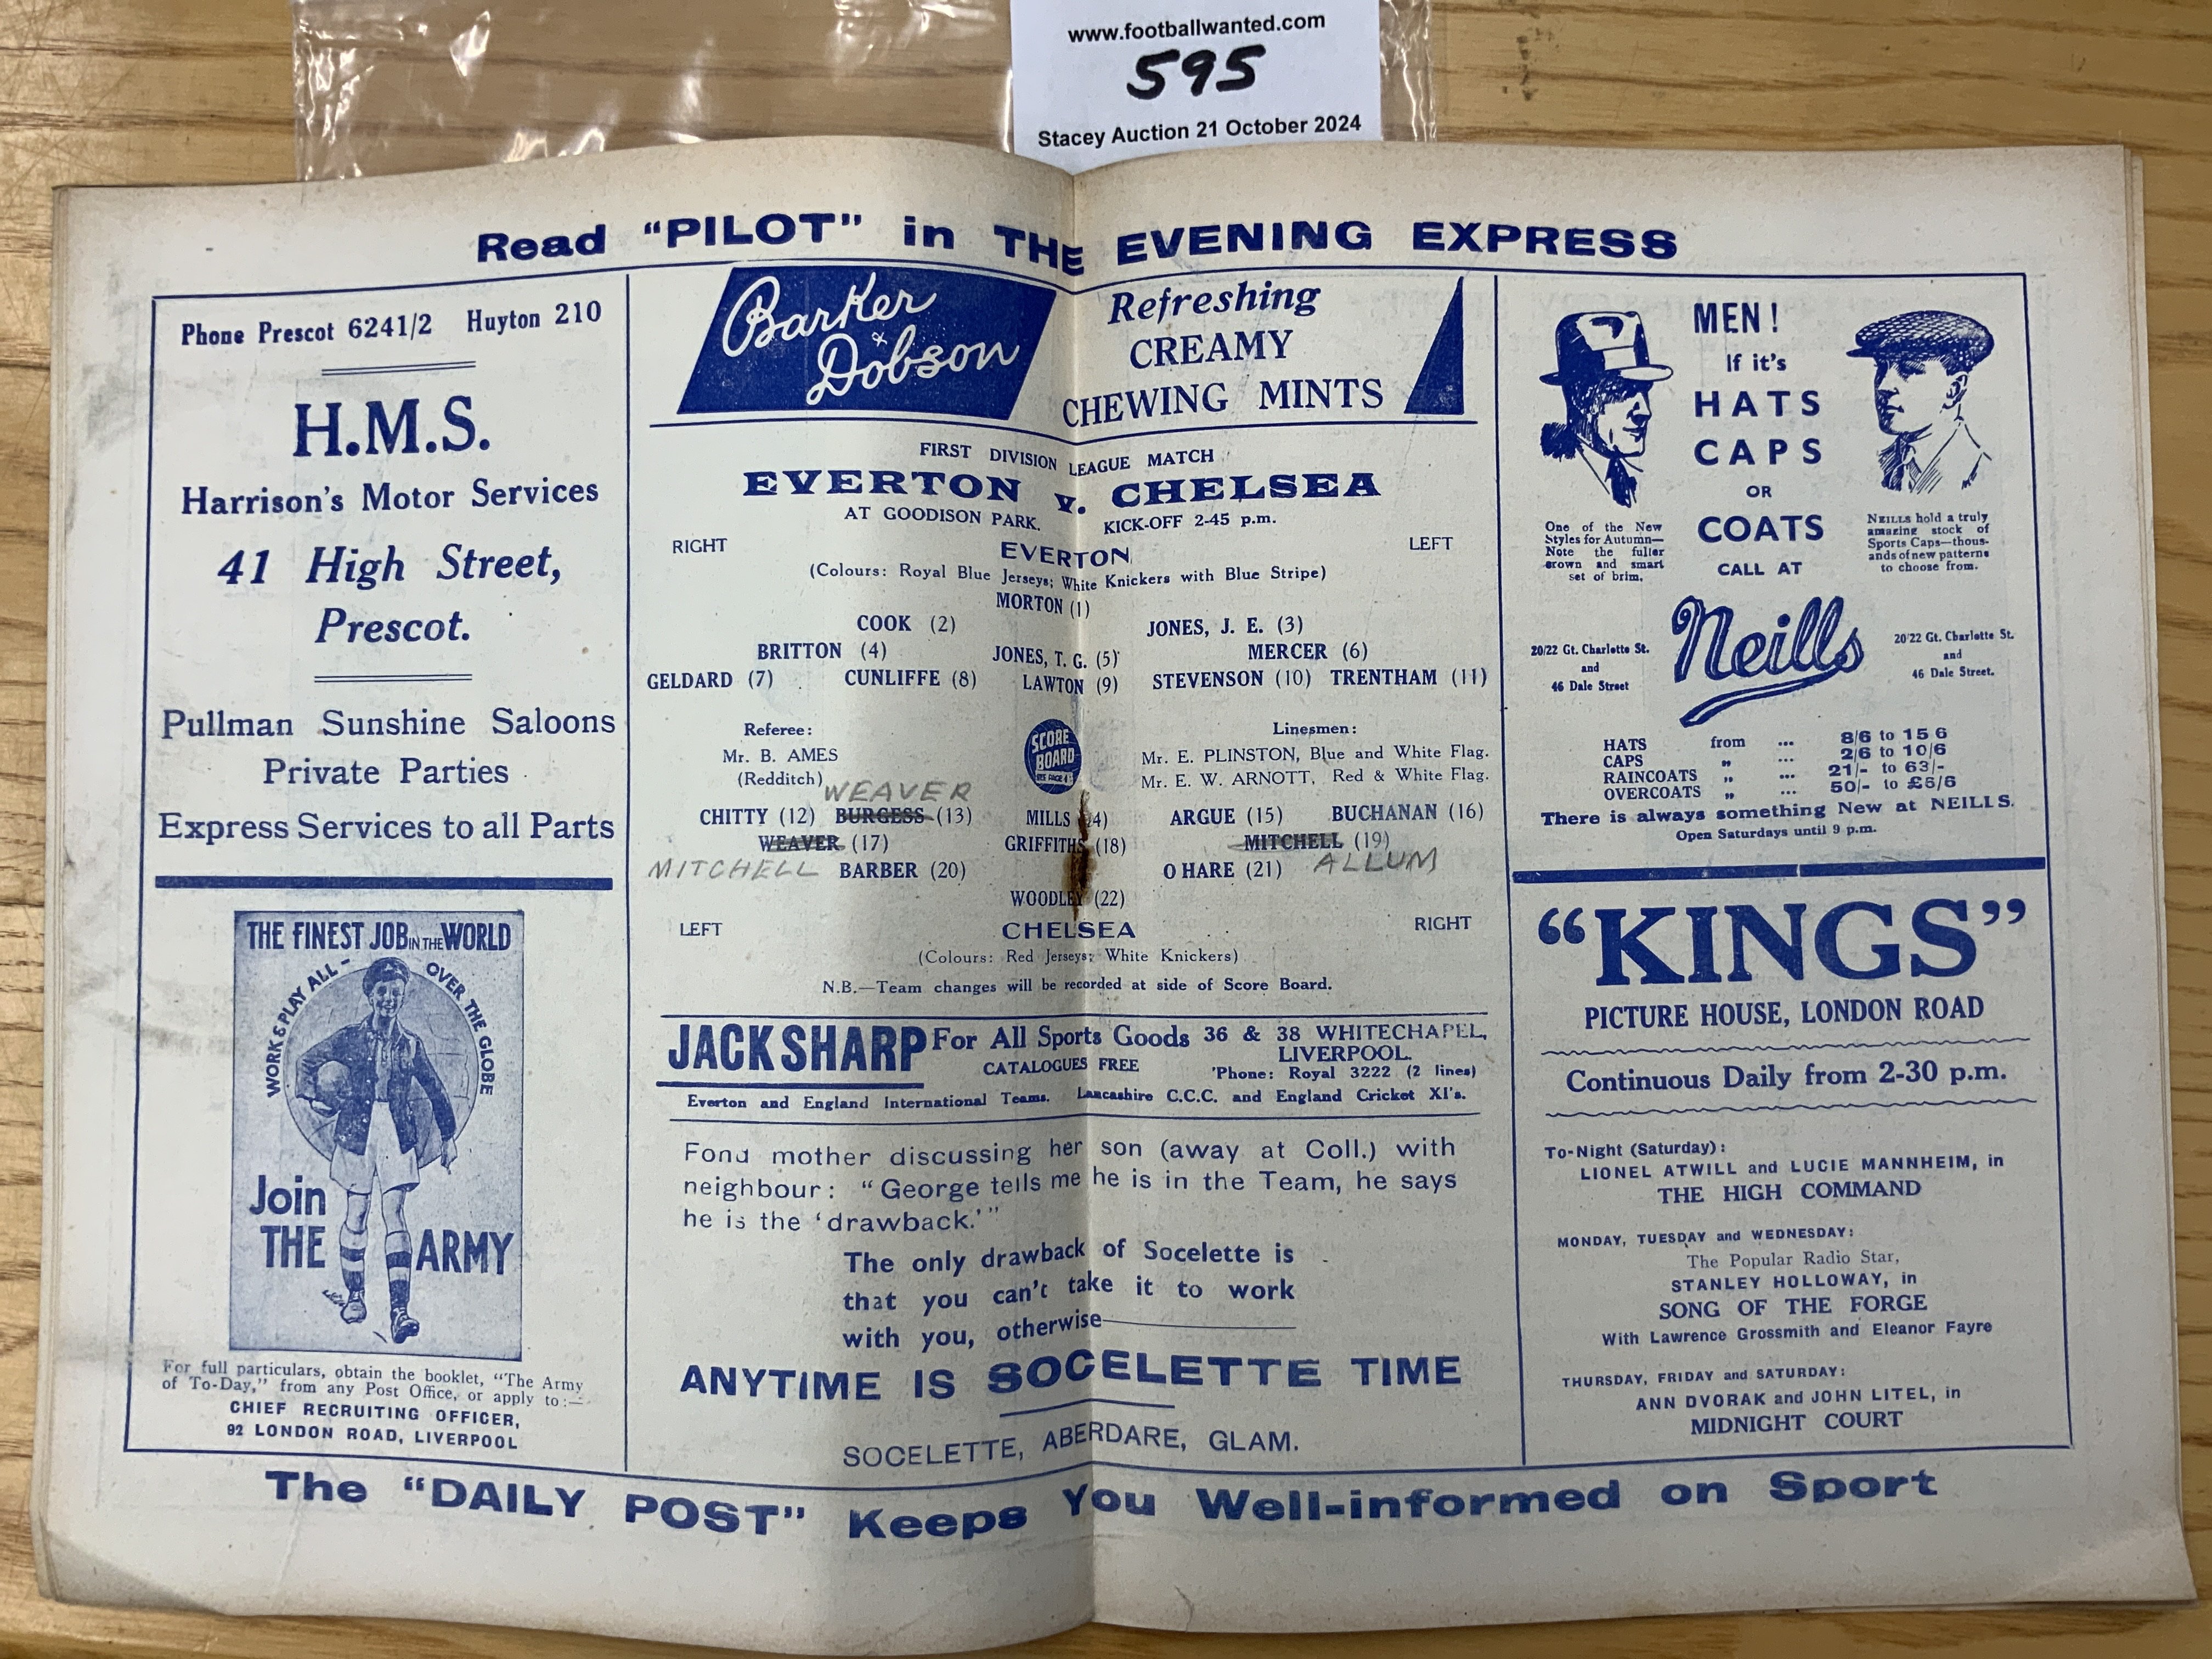 www.footballwanted.com
595
Stacey Auction 21 October 2024
Read "PILOT" in THE EVENING EXPRESS
Phone Prescot 6241/2 Huyton 210
H.M.S.
Harrison's Motor Services
41 High Street,
Prescot.
Pullman Sunshine Saloons
Private Parties
Express Services to all Parts
THE FINEST JOB IN THE WORLD
WORK & PLAY ALL - OVER THE GLOBE
Join
THE ARMY
For full particulars, obtain the booklet, "The Army
of To-Day," from any Post Office, or apply to:—
CHIEF RECRUITING OFFICER,
92 LONDON ROAD, LIVERPOOL
Barker & Dobson
Refreshing
CREAMY
CHEWING MINTS
FIRST DIVISION LEAGUE MATCH
EVERTON v. CHELSEA
AT GOODISON PARK. KICK-OFF 2-45 p.m.
RIGHT EVERTON LEFT
(Colours: Royal Blue Jerseys; White Knickers with Blue Stripe)
MORTON (1)
COOK (2) JONES, J. E. (3)
BRITTON (4) JONES, T. G. (5) MERCER (6)
GELDARD (7) CUNLIFFE (8) LAWTON (9) STEVENSON (10) TRENTHAM (11)
Referee:
Mr. B. AMES
(Redditch)
SCORE
BOARD
SEE PAGE 4
Linesmen:
Mr. E. PLINSTON, Blue and White Flag.
Mr. E. W. ARNOTT, Red & White Flag.
WEAVER
CHITTY (12) BURGESS (13) MILLS 4) ARGUE (15) BUCHANAN (16)
WEAVER (17) GRIFFITHS (18) MITCHELL (19)
MITCHELL BARBER (20) O HARE (21) ALLUM
WOODLEY (22)
LEFT CHELSEA RIGHT
(Colours: Red Jerseys; White Knickers)
N.B.—Team changes will be recorded at side of Score Board.
JACK SHARP For All Sports Goods 36 & 38 WHITECHAPEL,
LIVERPOOL.
CATALOGUES FREE 'Phone: Royal 3222 (2 lines)
Everton and England International Teams. Lancashire C.C.C. and England Cricket XI's.
Fond mother discussing her son (away at Coll.) with
neighbour: "George tells me he is in the Team, he says
he is the 'drawback.'"
The only drawback of Socelette is
that you can't take it to work
with you, otherwise—
ANYTIME IS SOCELETTE TIME
SOCELETTE, ABERDARE, GLAM.
MEN!
If it's
HATS
CAPS
OR
COATS
CALL AT
One of the New
Styles for Autumn—
Note the fuller
crown and smart
set of brim.
NEILLS hold a truly
amazing stock of
Sports Caps—thous-
ands of new patterns
to choose from.
Neills
20/22 Gt. Charlotte St.
and
46 Dale Street
20'22 Gt. Charlotte St.
and
46 Dale Street.
HATS from ... 8/6 to 15 6
CAPS „ ... 2/6 to 10/6
RAINCOATS „ ... 21/- to 63/-
OVERCOATS „ ... 50/- to £6/6
There is always something New at NEILLS.
Open Saturdays until 9 p.m.
"KINGS"
PICTURE HOUSE, LONDON ROAD
Continuous Daily from 2-30 p.m.
To-Night (Saturday):
LIONEL ATWILL and LUCIE MANNHEIM, in
THE HIGH COMMAND
MONDAY, TUESDAY and WEDNESDAY:
The Popular Radio Star,
STANLEY HOLLOWAY, in
SONG OF THE FORGE
With Lawrence Grossmith and Eleanor Fayre
THURSDAY, FRIDAY and SATURDAY:
ANN DVORAK and JOHN LITEL, in
MIDNIGHT COURT
The "DAILY POST" Keeps You Well-informed on Sport